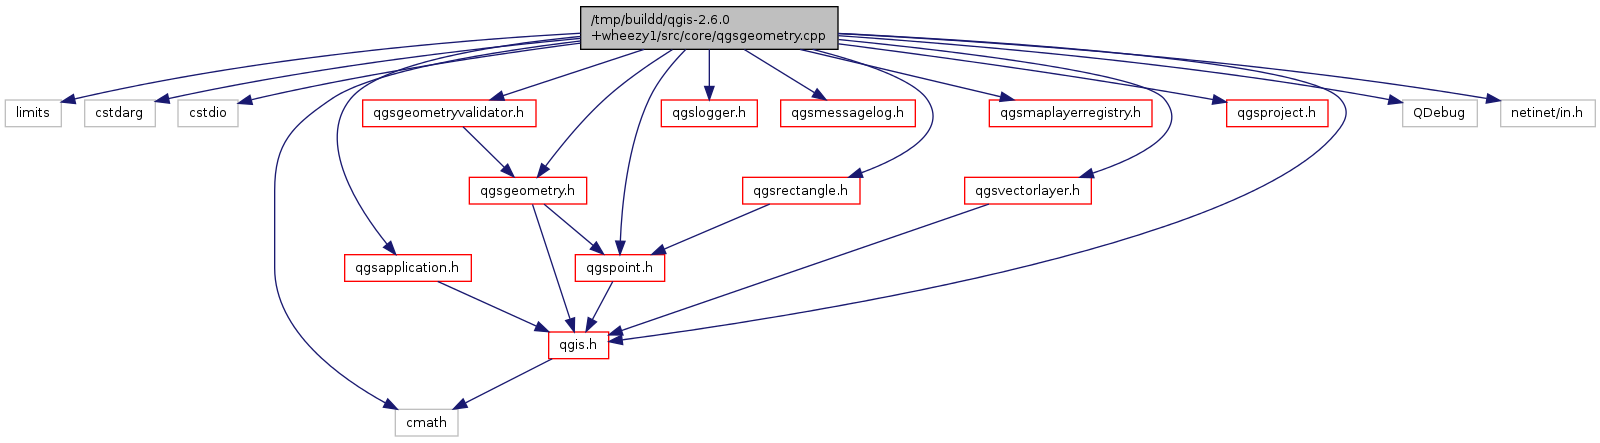 /tmp/buildd/qgis-2.6.0
+wheezy1/src/core/qgsgeometry.cpp
limits
cstdarg
cstdio
qgsgeometryvalidator.h
qgslogger.h
qgsmessagelog.h
qgsmaplayerregistry.h
qgsproject.h
QDebug
netinet/in.h
qgsgeometry.h
qgsrectangle.h
qgsvectorlayer.h
qgsapplication.h
qgspoint.h
qgis.h
cmath